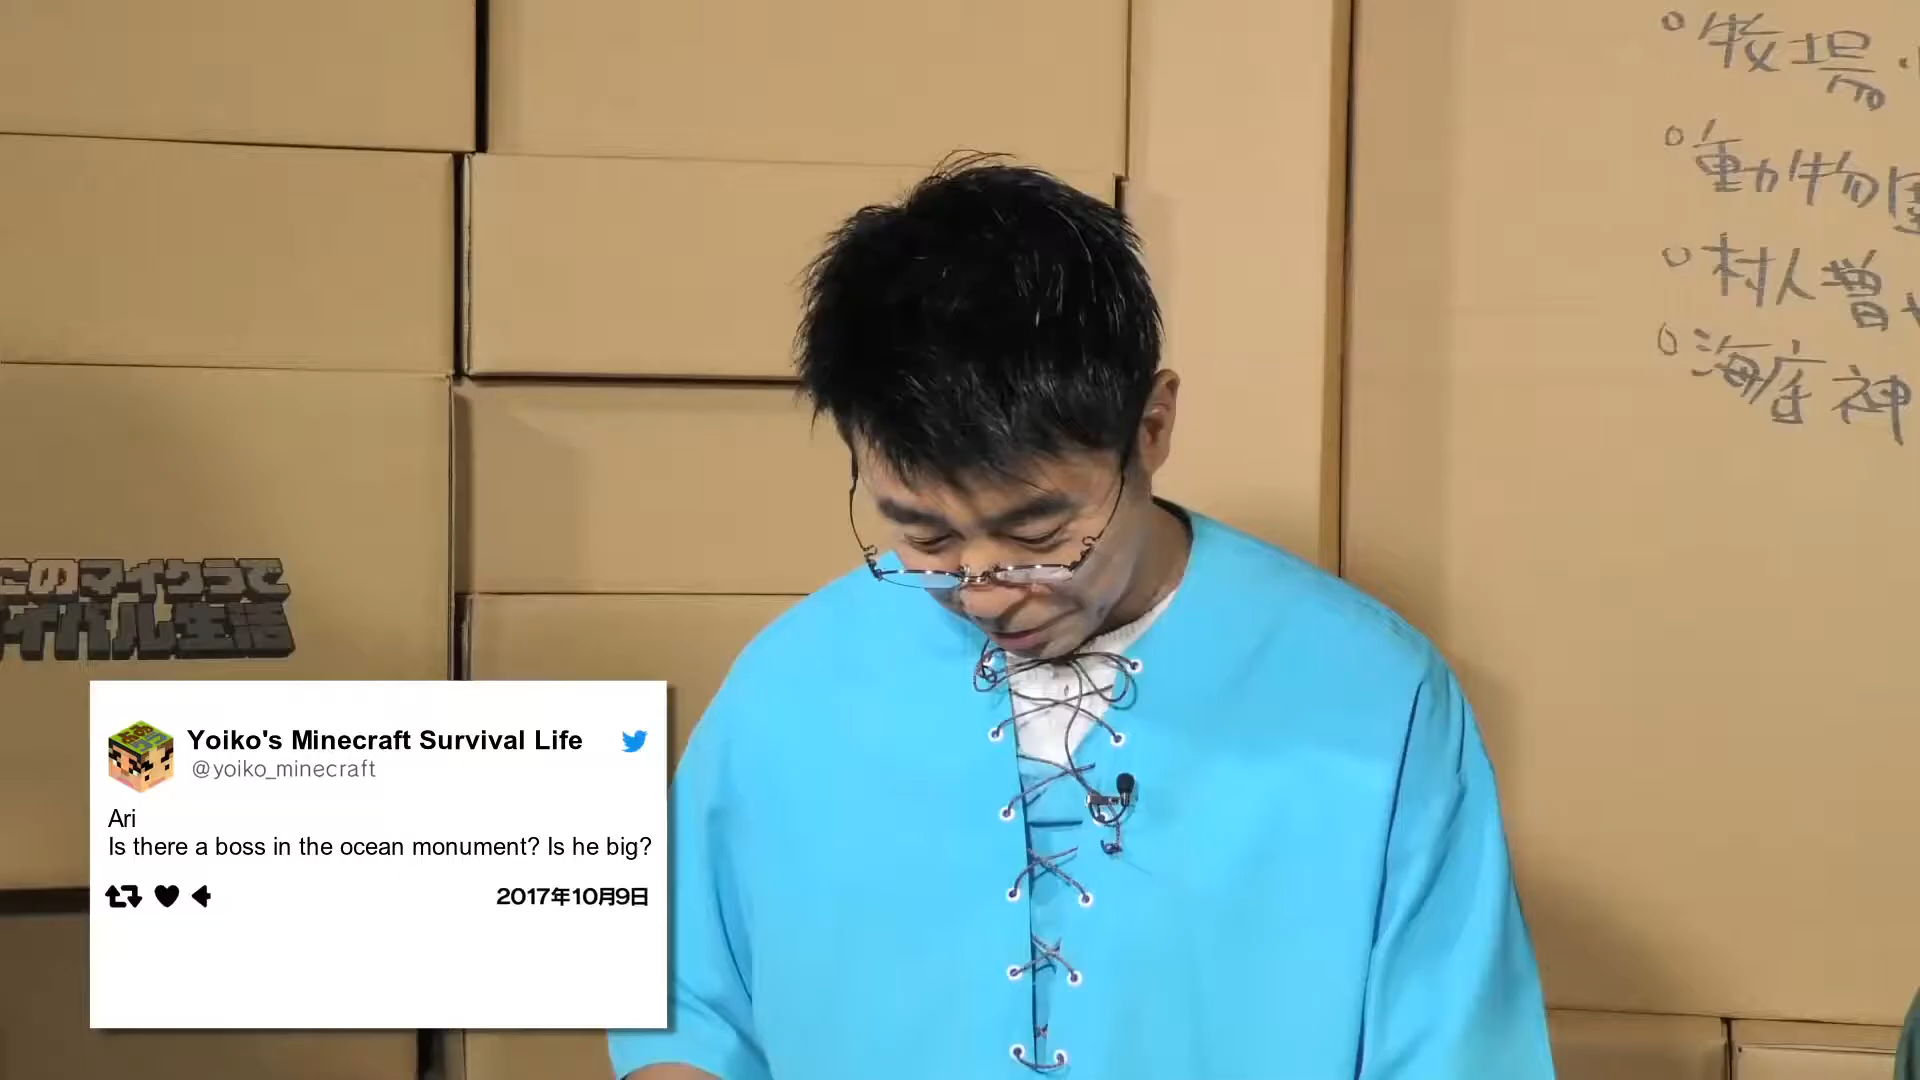 牧場
動物園
村人増
海底神
このマイクラで
イバル生活
Yoiko's Minecraft Survival Life
@yoiko_minecraft
Ari
Is there a boss in the ocean monument? Is he big?
2017年10月9日